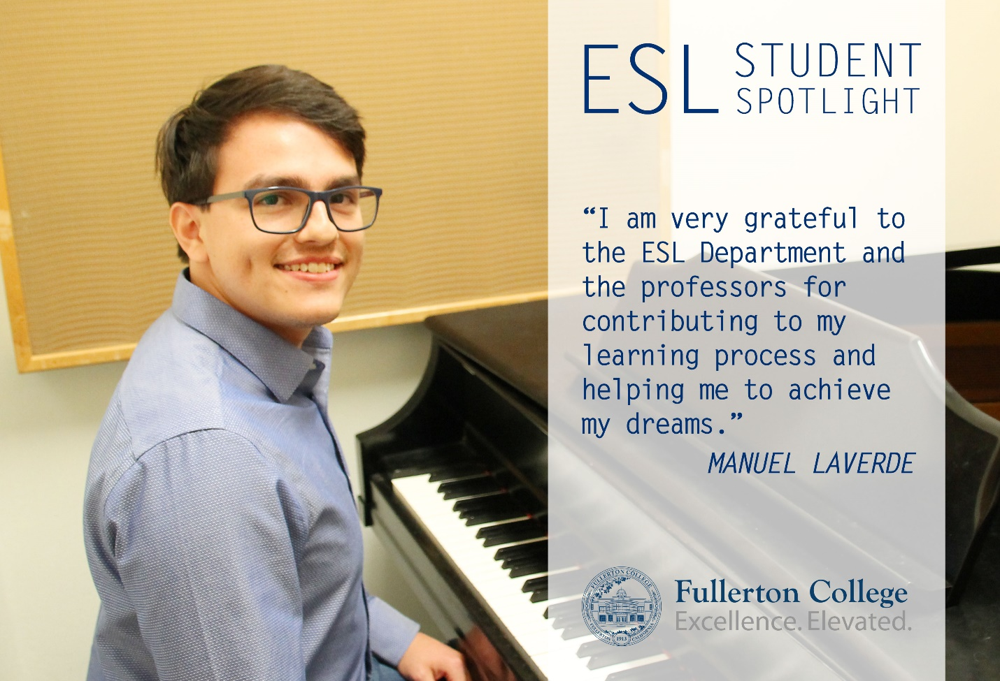 ESL STUDENT
SPOTLIGHT
“I am very grateful to
the ESL Department and
the professors for
contributing to my
learning process and
helping me to achieve
my dreams.”
MANUEL LAVERDE
FULLERTON COLLEGE
FULLERTON CALIFORNIA
1913
Fullerton College
Excellence. Elevated.